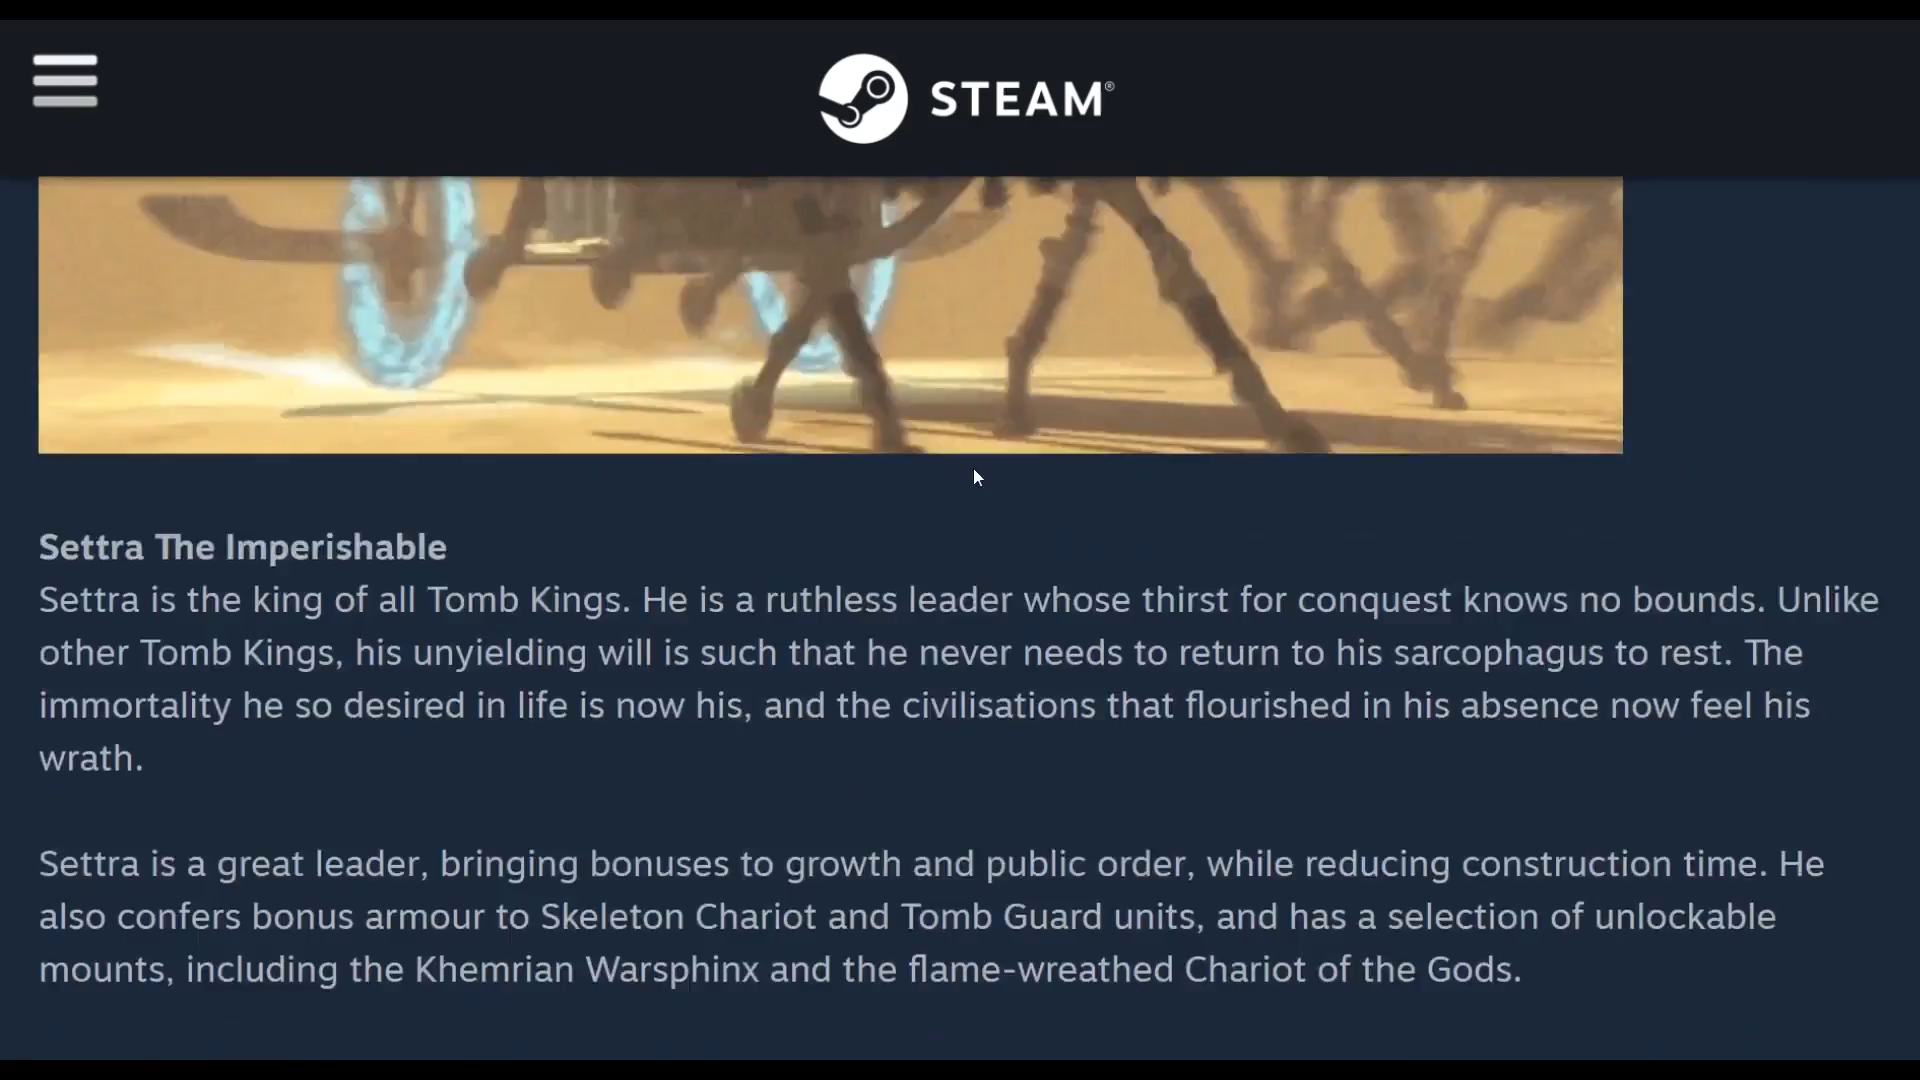 STEAM®
Settra The Imperishable
Settra is the king of all Tomb Kings. He is a ruthless leader whose thirst for conquest knows no bounds. Unlike
other Tomb Kings, his unyielding will is such that he never needs to return to his sarcophagus to rest. The
immortality he so desired in life is now his, and the civilisations that flourished in his absence now feel his
wrath.
Settra is a great leader, bringing bonuses to growth and public order, while reducing construction time. He
also confers bonus armour to Skeleton Chariot and Tomb Guard units, and has a selection of unlockable
mounts, including the Khemrian Warsphinx and the flame-wreathed Chariot of the Gods.